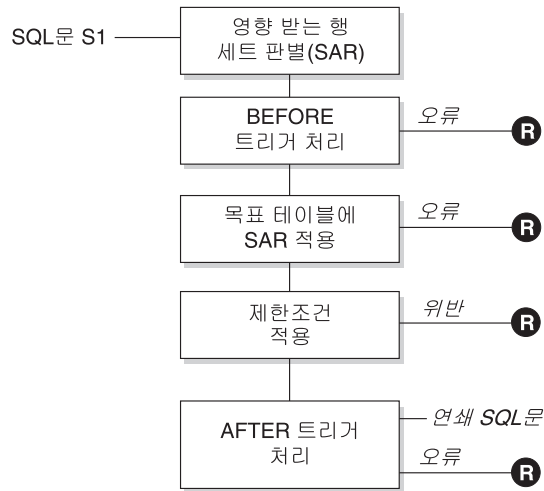 SQL문 S1
영향 받는 행
세트 판별(SAR)
BEFORE
트리거 처리
오류
R
목표 테이블에
SAR 적용
오류
R
제한조건
적용
위반
R
AFTER 트리거
처리
연쇄 SQL문
오류
R